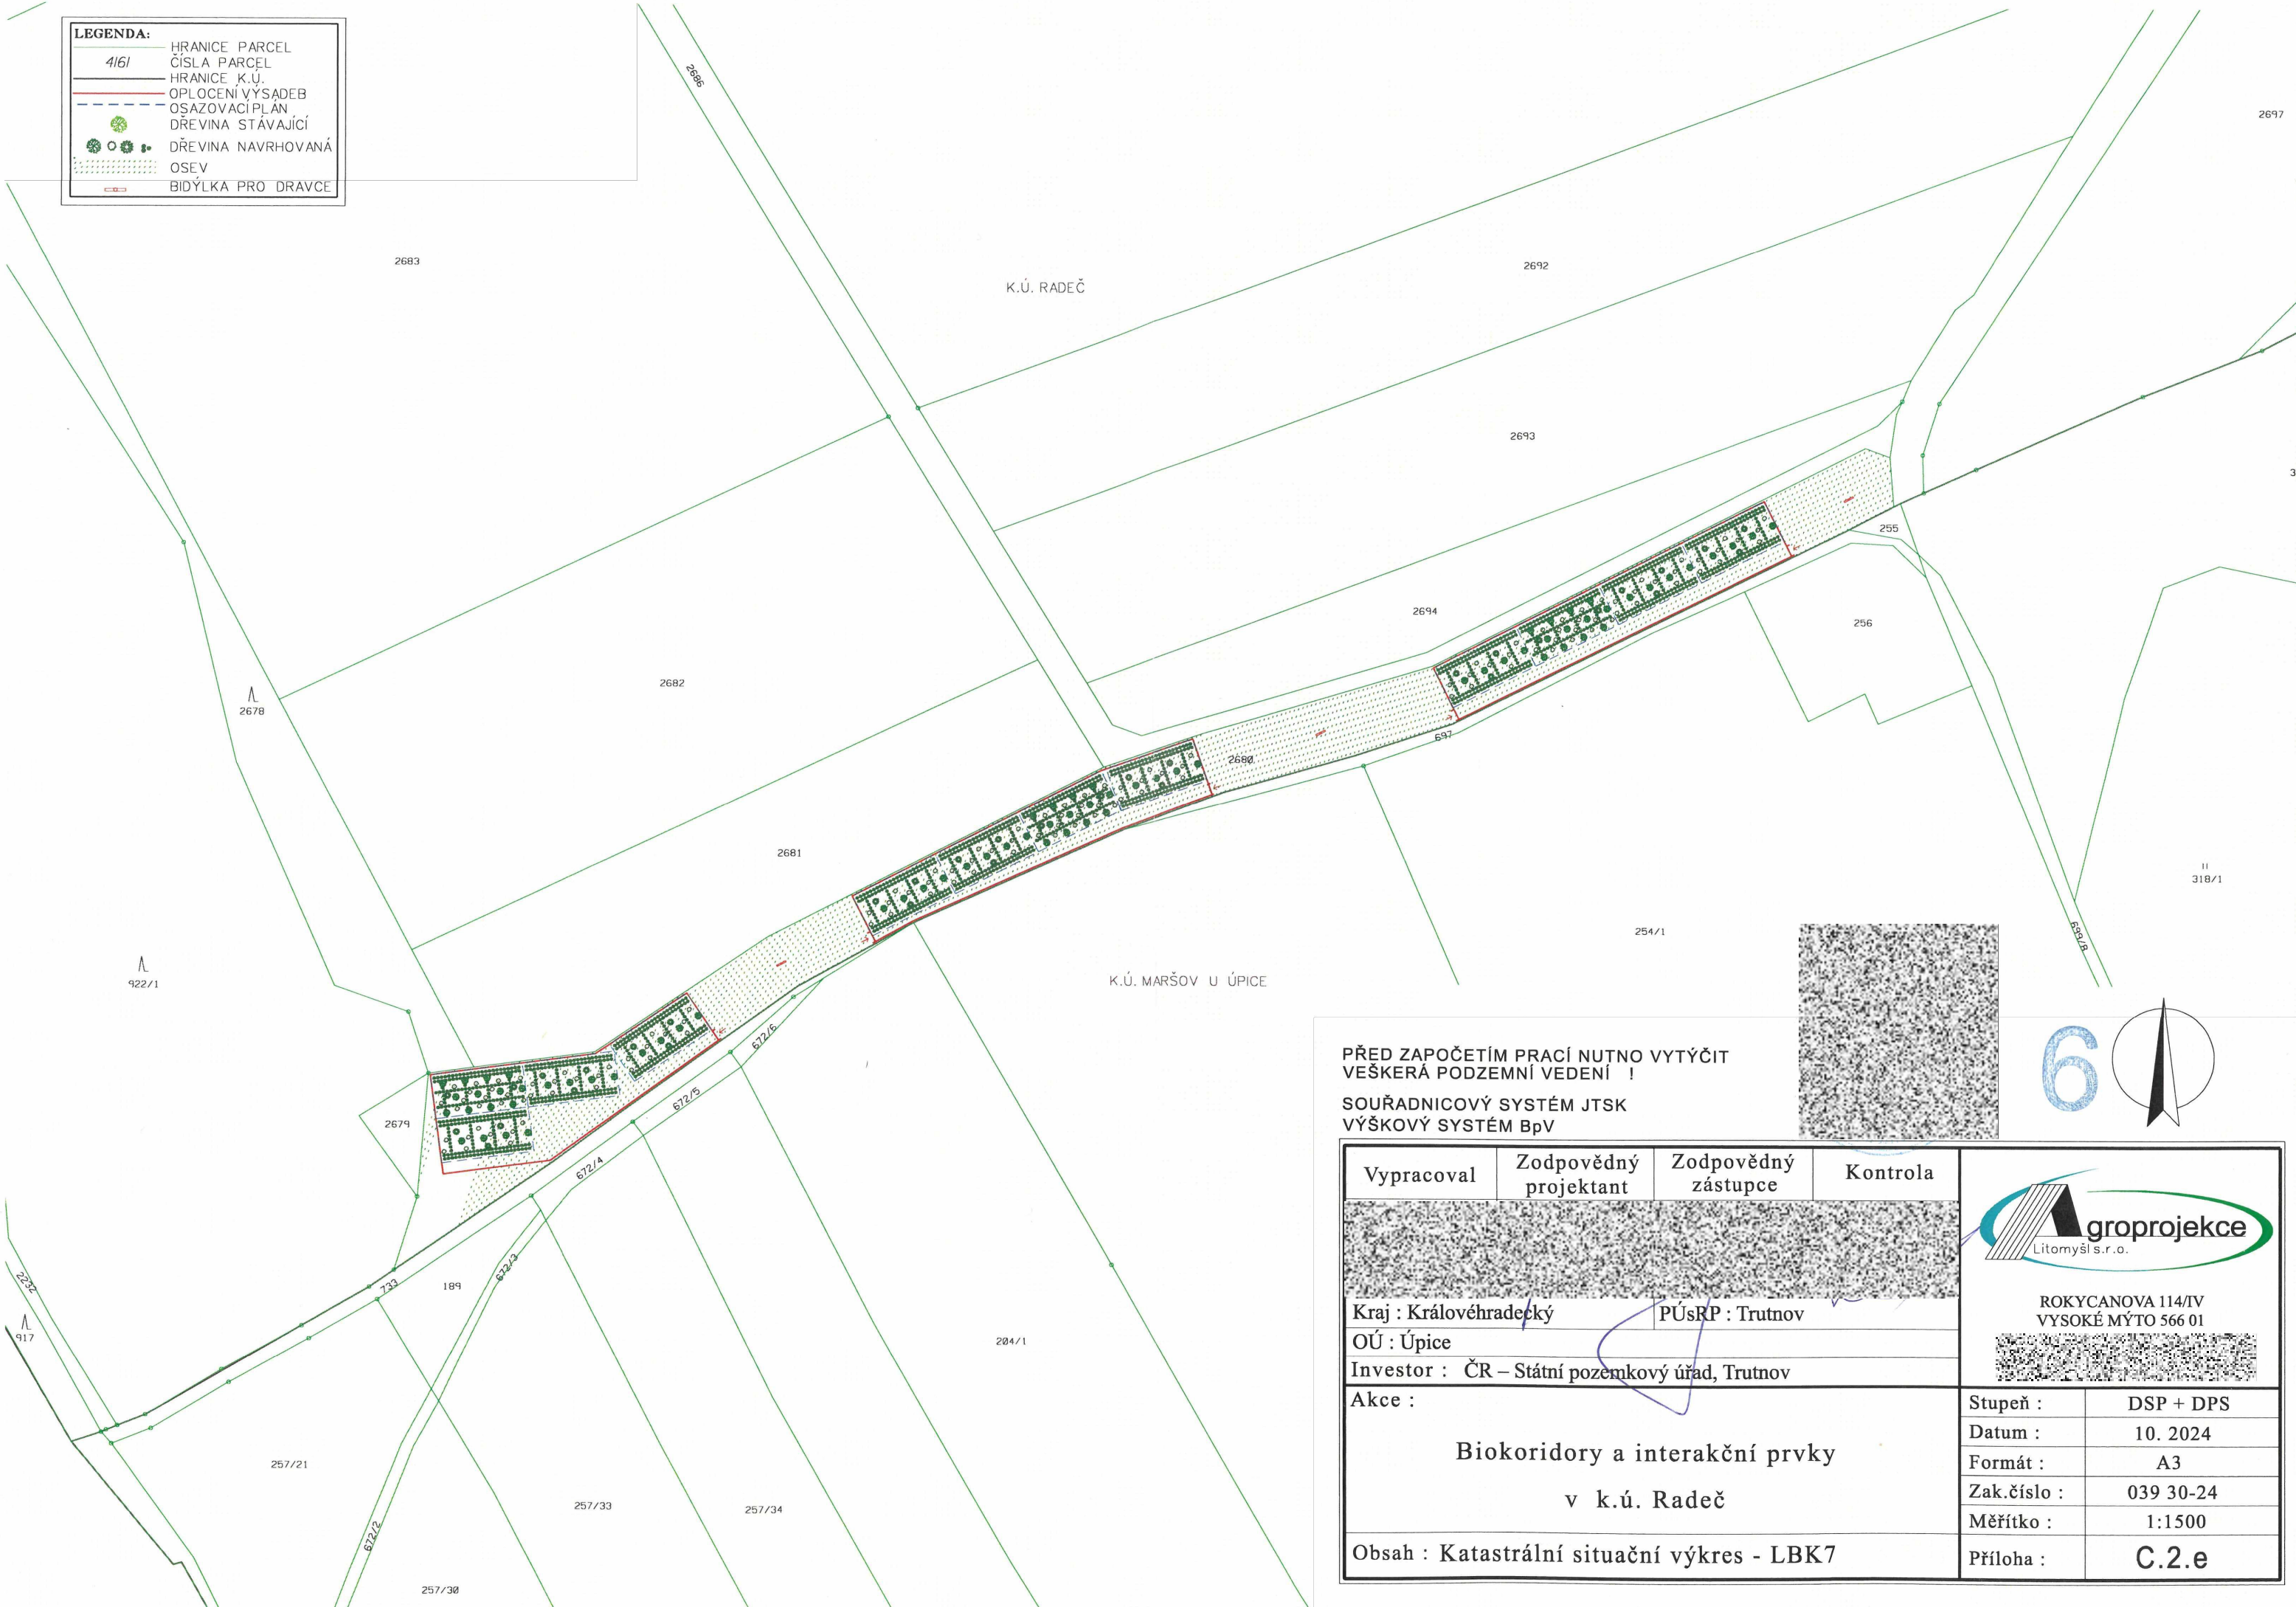 LEGENDA:
HRANICE PARCEL
4161 ČÍSLA PARCEL
HRANICE K.Ú.
OPLOCENÍ VÝSADEB
OSAZOVACÍ PLÁN
DŘEVINA STÁVAJÍCÍ
DŘEVINA NAVRHOVANÁ
OSEV
BIDÝLKA PRO DRAVCE
2686
2697
2683
2692
K.Ú. RADEČ
2693
3
255
2694
256
2682
2678
697
2680
2681
II
318/1
254/1
699/8
K.Ú. MARŠOV U ÚPICE
922/1
672/6
672/5
2679
672/4
672/3
2232
733
189
917
204/1
257/21
257/33
257/34
672/2
257/30
PŘED ZAPOČETÍM PRACÍ NUTNO VYTÝČIT
VEŠKERÁ PODZEMNÍ VEDENÍ !
SOUŘADNICOVÝ SYSTÉM JTSK
VÝŠKOVÝ SYSTÉM BpV
6
Vypracoval
Zodpovědný
projektant
Zodpovědný
zástupce
Kontrola
Kraj : Královéhradecký
PÚsRP : Trutnov
OÚ : Úpice
Investor : ČR – Státní pozemkový úřad, Trutnov
Akce :
Biokoridory a interakční prvky
v k.ú. Radeč
Obsah : Katastrální situační výkres - LBK7
Agroprojekce
Litomyšl s.r.o.
ROKYCANOVA 114/IV
VYSOKÉ MÝTO 566 01
Stupeň : DSP + DPS
Datum : 10. 2024
Formát : A3
Zak.číslo : 039 30-24
Měřítko : 1:1500
Příloha : C.2.e